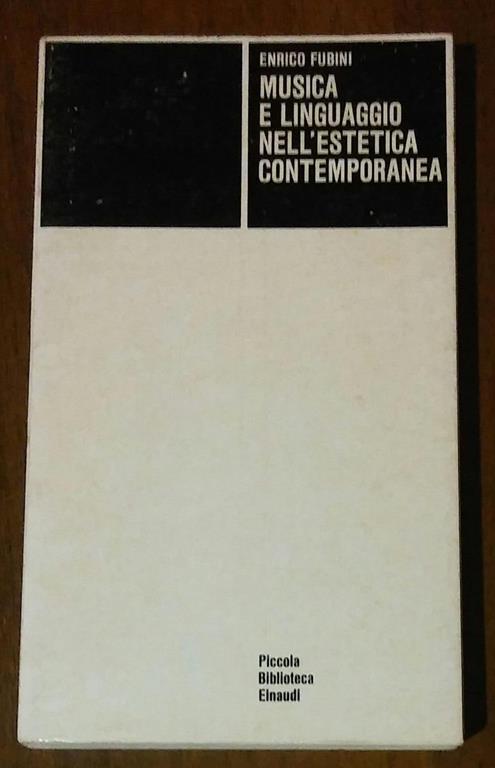 ENRICO FUBINI
MUSICA
E LINGUAGGIO
NELL'ESTETICA
CONTEMPORANEA
Piccola
Biblioteca
Einaudi